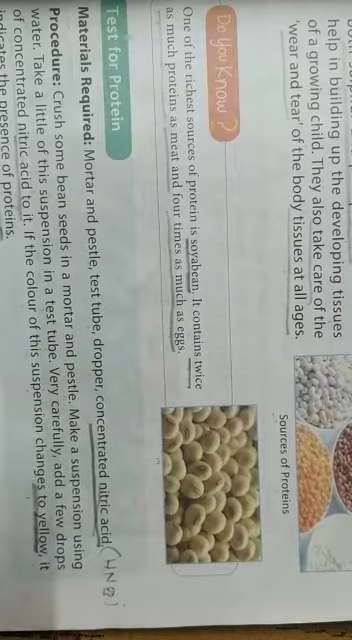 help in building up the developing tissues
of a growing child. They also take care of the
'wear and tear' of the body tissues at all ages.
Sources of Proteins
Do You Know ?
One of the richest sources of protein is soyabean. It contains twice
as much proteins as meat and four times as much as eggs.
Test for Protein
Materials Required: Mortar and pestle, test tube, dropper, concentrated nitric acid
Procedure: Crush some bean seeds in a mortar and pestle. Make a suspension using
water. Take a little of this suspension in a test tube. Very carefully, add a few drops
of concentrated nitric acid to it. If the colour of this suspension changes to yellow, it
indicates the presence of proteins.